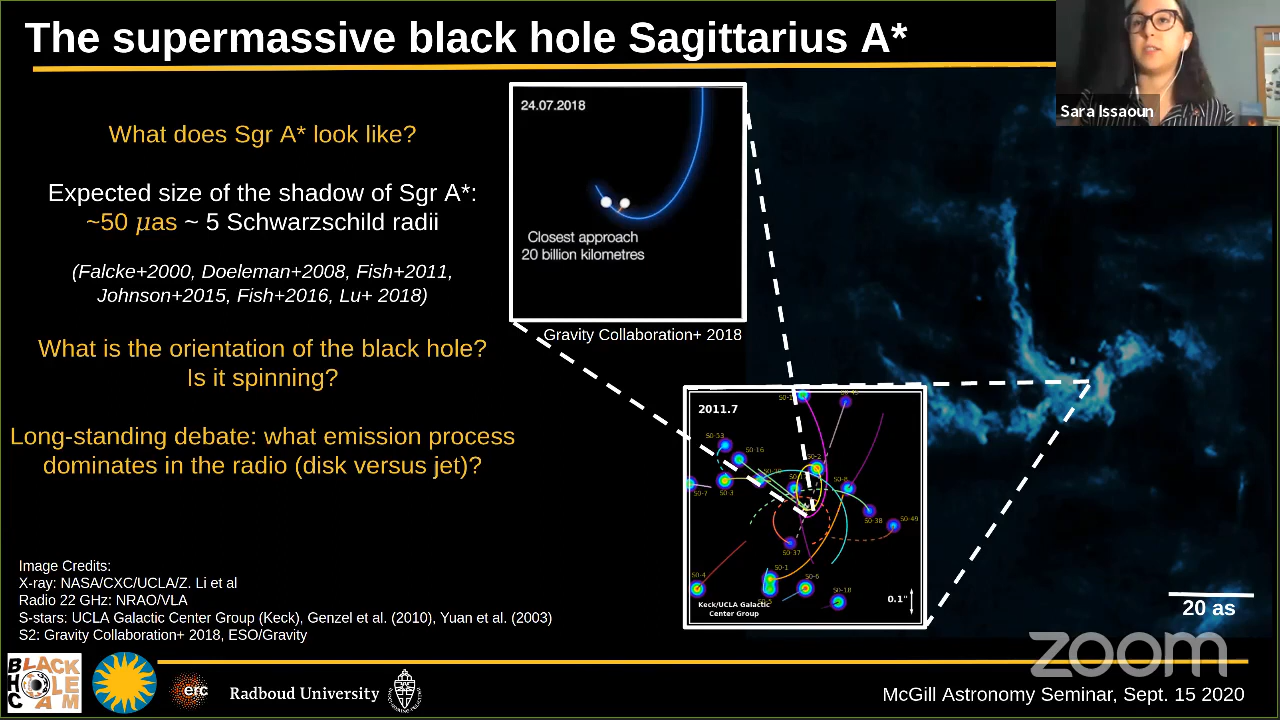 The supermassive black hole Sagittarius A*
Sara Issaoun
What does Sgr A* look like?
Expected size of the shadow of Sgr A*:
~50 𝜇as ~ 5 Schwarzschild radii
(Falcke+2000, Doeleman+2008, Fish+2011,
Johnson+2015, Fish+2016, Lu+ 2018)
What is the orientation of the black hole?
Is it spinning?
Long-standing debate: what emission process
dominates in the radio (disk versus jet)?
24.07.2018
Closest approach
20 billion kilometres
Gravity Collaboration+ 2018
2011.7
S0-16
S0-3
S0-7
S0-2
S0-38
S0-49
S0-37
S0-1
S0-4
S0-6
S0-18
Keck/UCLA Galactic
Center Group
0.1"
20 as
Image Credits:
X-ray: NASA/CXC/UCLA/Z. Li et al
Radio 22 GHz: NRAO/VLA
S-stars: UCLA Galactic Center Group (Keck), Genzel et al. (2010), Yuan et al. (2003)
S2: Gravity Collaboration+ 2018, ESO/Gravity
zoom
BLACK
HOLE
CAM
erc
Radboud University
McGill Astronomy Seminar, Sept. 15 2020